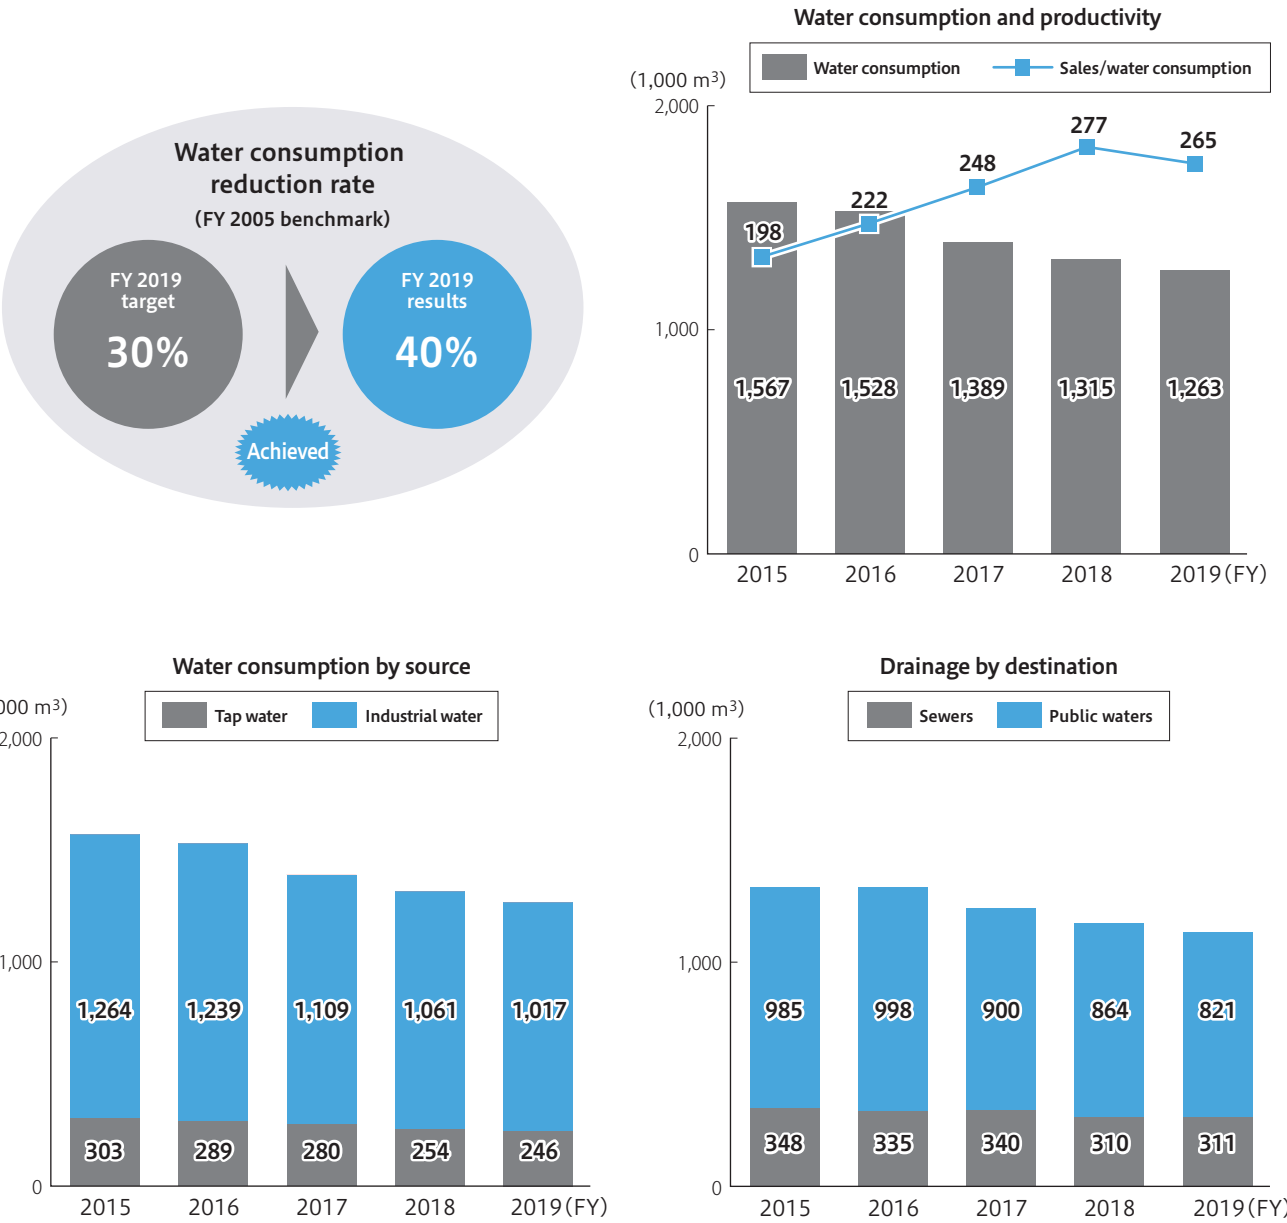 Water consumption
reduction rate
(FY 2005 benchmark)
FY 2019
target
30%
FY 2019
results
40%
Achieved
Water consumption and productivity
Water consumption
Sales/water consumption
(1,000 m³)
2,000
1,000
0
198
222
248
277
265
1,567
1,528
1,389
1,315
1,263
2015
2016
2017
2018
2019 (FY)
Water consumption by source
Tap water
Industrial water
000 m³)
2,000
1,000
0
1,264
1,239
1,109
1,061
1,017
303
289
280
254
246
2015
2016
2017
2018
2019 (FY)
Drainage by destination
Sewers
Public waters
(1,000 m³)
2,000
1,000
0
985
998
900
864
821
348
335
340
310
311
2015
2016
2017
2018
2019 (FY)